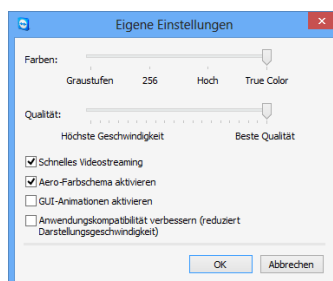 Eigene Einstellungen
Farben:
Graustufen 256 Hoch True Color
Qualität:
Höchste Geschwindigkeit Beste Qualität
Schnelles Videostreaming
Aero-Farbschema aktivieren
GUI-Animationen aktivieren
Anwendungskompatibilität verbessern (reduziert
Darstellungsgeschwindigkeit)
OK Abbrechen